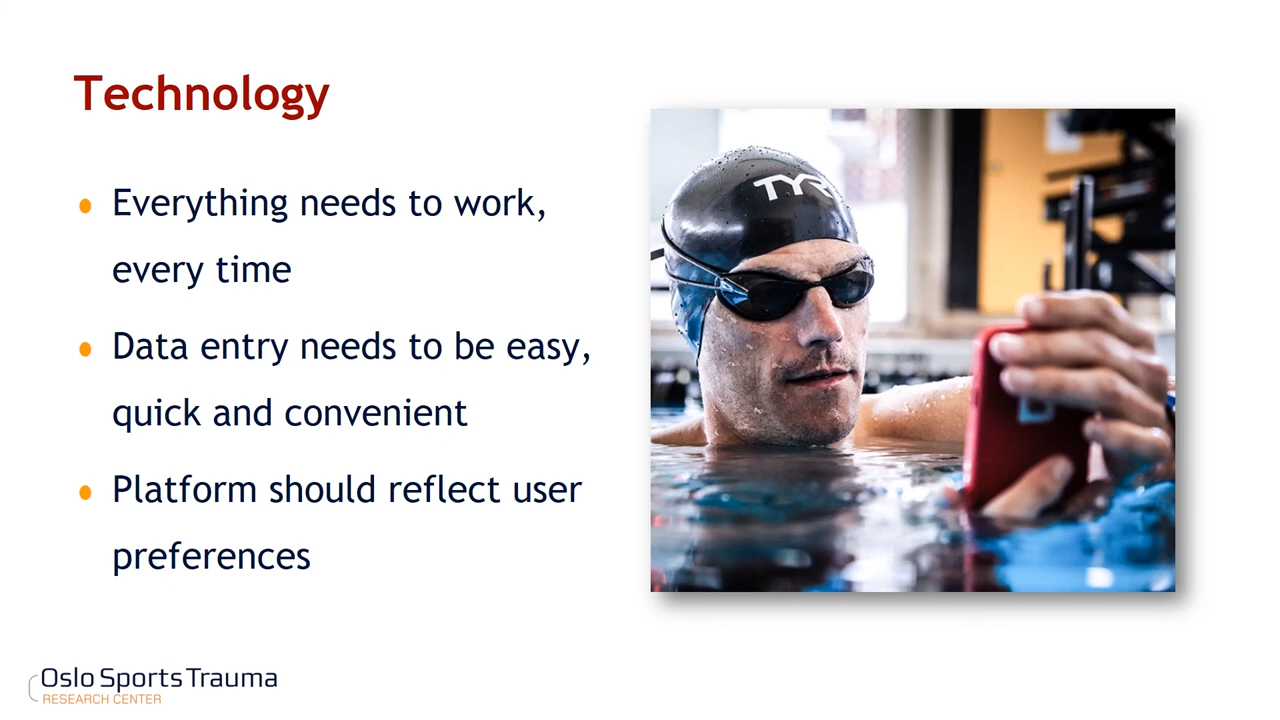 Technology
Everything needs to work,
every time
Data entry needs to be easy,
quick and convenient
Platform should reflect user
preferences
TYR
Oslo Sports Trauma
RESEARCH CENTER